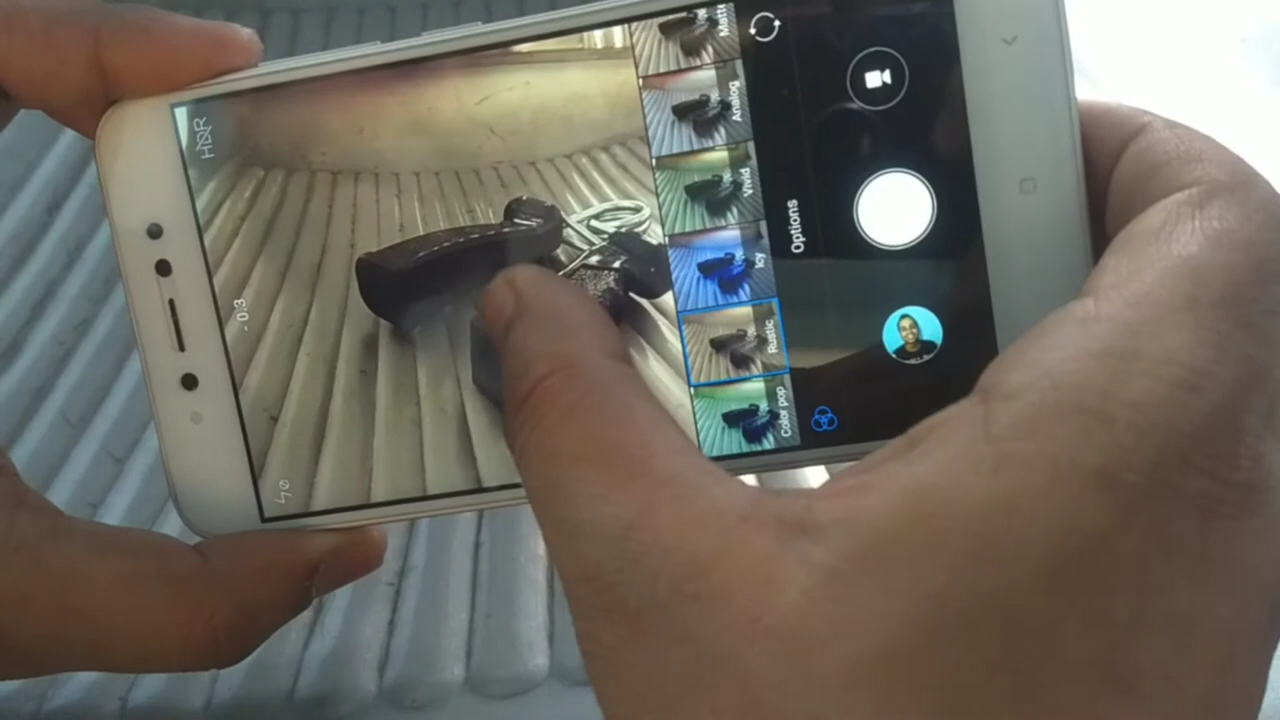 HDR
- 0.3
Matte
Analog
Vivid
Icy
Rustic
Color pop
Options